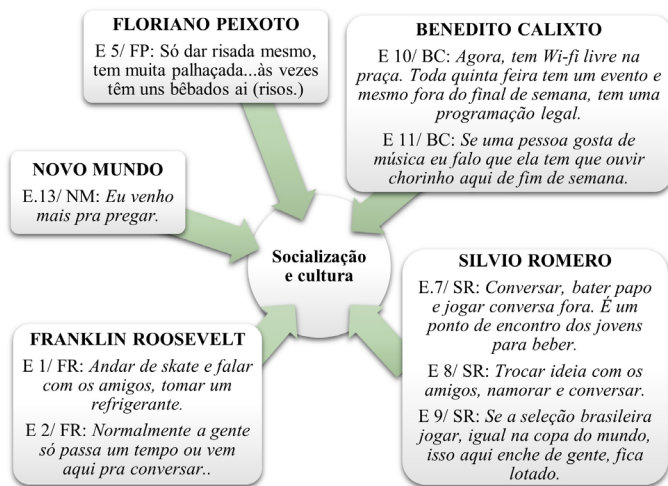 FLORIANO PEIXOTO
E 5/ FP: Só dar risada mesmo,
tem muita palhaçada...às vezes
têm uns bêbados ai (risos.)
BENEDITO CALIXTO
E 10/ BC: Agora, tem Wi-fi livre na
praça. Toda quinta feira tem um evento e
mesmo fora do final de semana, tem uma
programação legal.
E 11/ BC: Se uma pessoa gosta de
música eu falo que ela tem que ouvir
chorinho aqui de fim de semana.
NOVO MUNDO
E.13/ NM: Eu venho
mais pra pregar.
Socialização
e cultura
SILVIO ROMERO
E.7/ SR: Conversar, bater papo
e jogar conversa fora. É um
ponto de encontro dos jovens
para beber.
E 8/ SR: Trocar ideia com os
amigos, namorar e conversar.
E 9/ SR: Se a seleção brasileira
jogar, igual na copa do mundo,
isso aqui enche de gente, fica
lotado.
FRANKLIN ROOSEVELT
E 1/ FR: Andar de skate e falar
com os amigos, tomar um
refrigerante.
E 2/ FR: Normalmente a gente
só passa um tempo ou vem
aqui pra conversar..